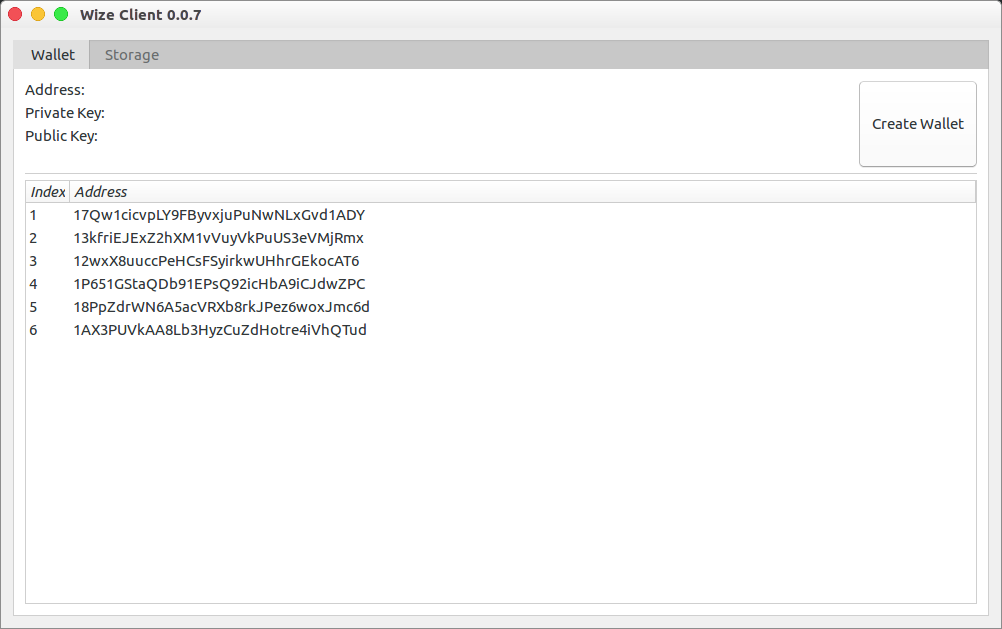 Wize Client 0.0.7
Wallet Storage
Address:
Private Key:
Public Key:
Create Wallet
Index Address
1 17Qw1cicvpLY9FByvxjuPuNwNLxGvd1ADY
2 13kfriEJExZ2hXM1vVuyVkPuUS3eVMjRmx
3 12wxX8uuccPeHCsFSyirkwUHhrGEkocAT6
4 1P651GStaQDb91EPsQ92icHbA9iCJdwZPC
5 18PpZdrWN6A5acVRXb8rkJPez6woxJmc6d
6 1AX3PUVkAA8Lb3HyzCuZdHotre4iVhQTud